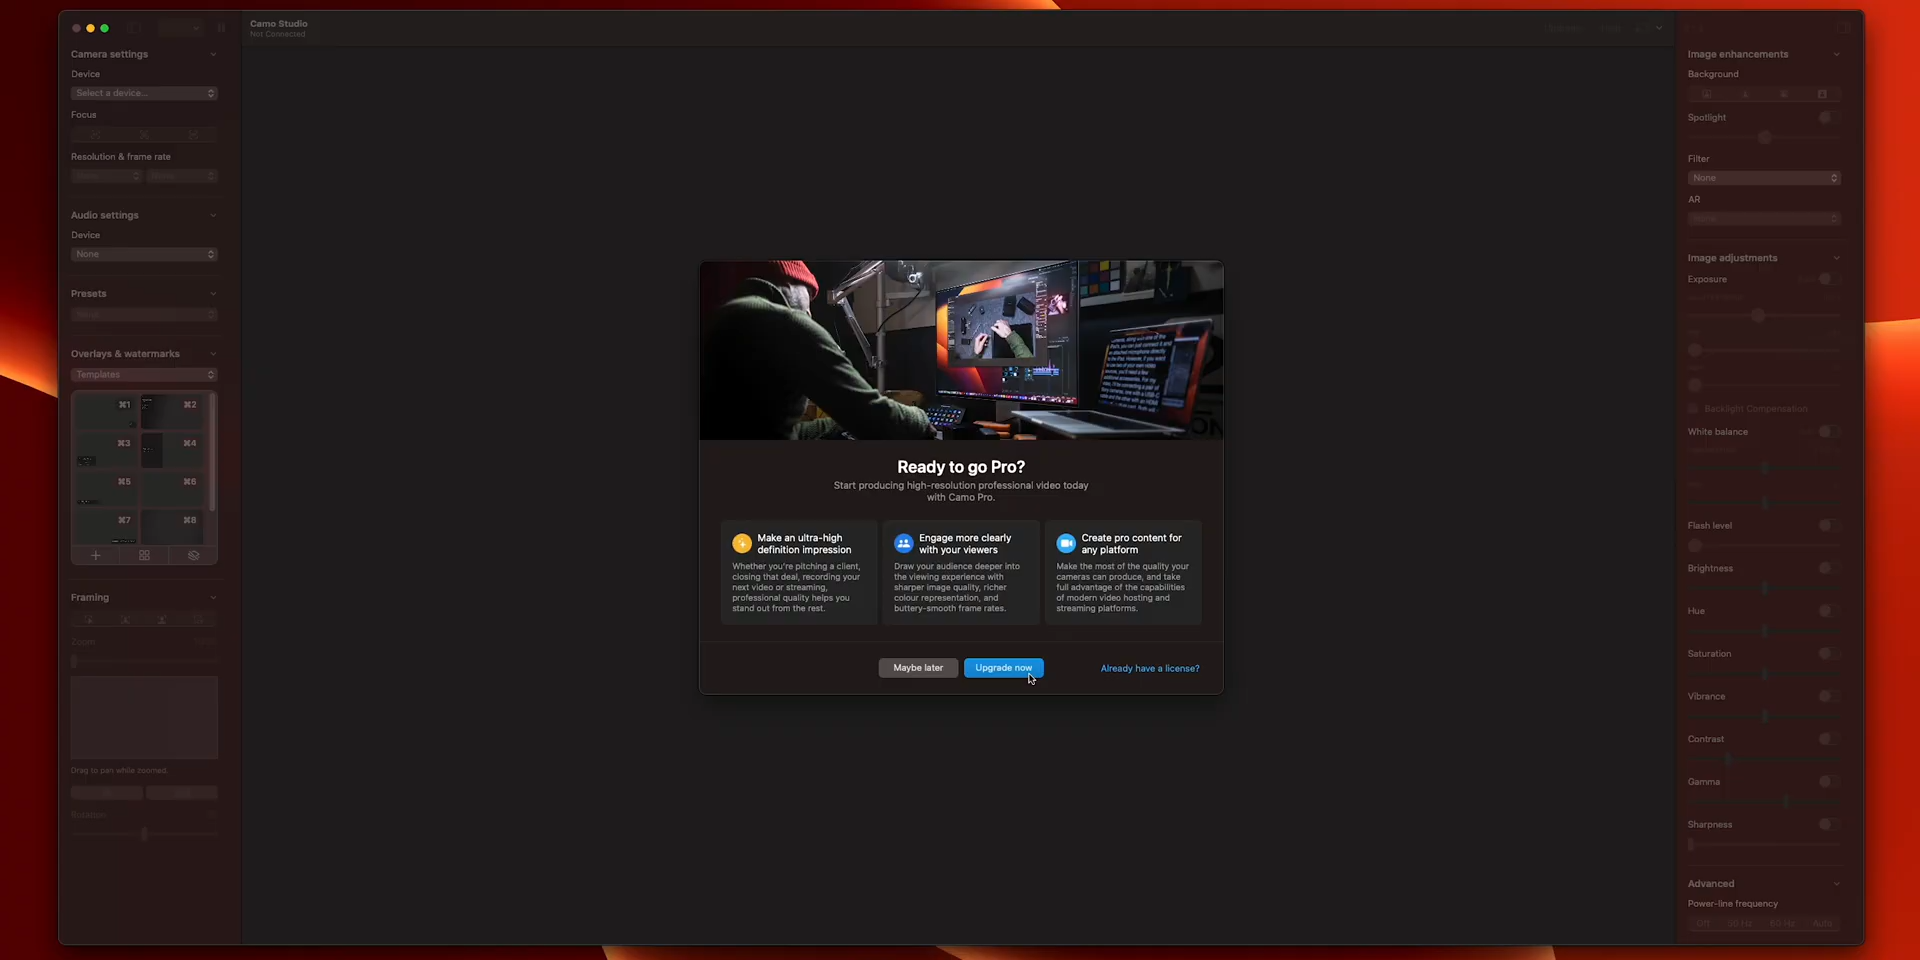 Camo Studio
Not Connected
Camera settings
Device
Select a device...
Focus
Resolution & frame rate
Audio settings
Device
None
Presets
Overlays & watermarks
Templates
⌘1
⌘2
⌘3
⌘4
⌘5
⌘6
⌘7
⌘8
Framing
Zoom
Drag to pan while zoomed.
Rotation
Ready to go Pro?
Start producing high-resolution professional video today
with Camo Pro.
Make an ultra-high
definition impression
Whether you're pitching a client,
closing that deal, recording your
next video or streaming,
professional quality helps you
stand out from the rest.
Engage more clearly
with your viewers
Draw your audience deeper into
the viewing experience with
sharper image quality, richer
colour representation, and
buttery-smooth frame rates.
Create pro content for
any platform
Make the most of the quality your
cameras can produce, and take
full advantage of the capabilities
of modern video hosting and
streaming platforms.
Maybe later
Upgrade now
Already have a license?
Image enhancements
Background
Spotlight
Filter
None
AR
Image adjustments
Exposure
Backlight Compensation
White balance
Flash level
Brightness
Hue
Saturation
Vibrance
Contrast
Gamma
Sharpness
Advanced
Power-line frequency
Off 50 Hz 60 Hz Auto